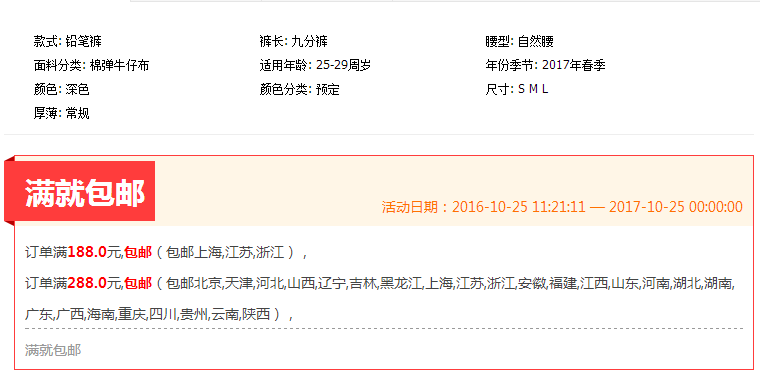 款式: 铅笔裤 裤长: 九分裤 腰型: 自然腰
面料分类: 棉弹牛仔布 适用年龄: 25-29周岁 年份季节: 2017年春季
颜色: 深色 颜色分类: 预定 尺寸: S M L
厚薄: 常规
满就包邮
活动日期：2016-10-25 11:21:11 — 2017-10-25 00:00:00
订单满188.0元,包邮（包邮上海,江苏,浙江），
订单满288.0元,包邮（包邮北京,天津,河北,山西,辽宁,吉林,黑龙江,上海,江苏,浙江,安徽,福建,江西,山东,河南,湖北,湖南,
广东,广西,海南,重庆,四川,贵州,云南,陕西），
满就包邮